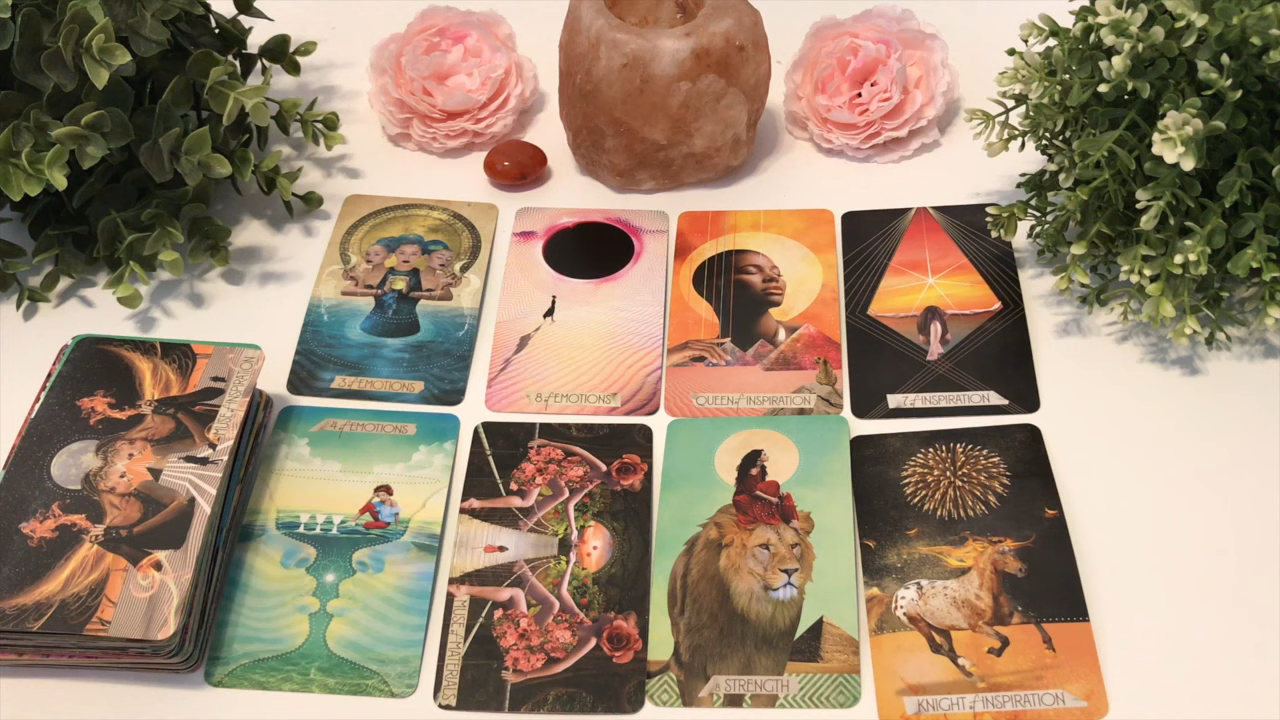 3 of EMOTIONS
8 of EMOTIONS
QUEEN of INSPIRATION
7 of INSPIRATION
MUSE of INSPIRATION
4 of EMOTIONS
MUSE of MATERIALS
8 STRENGTH
KNIGHT of INSPIRATION